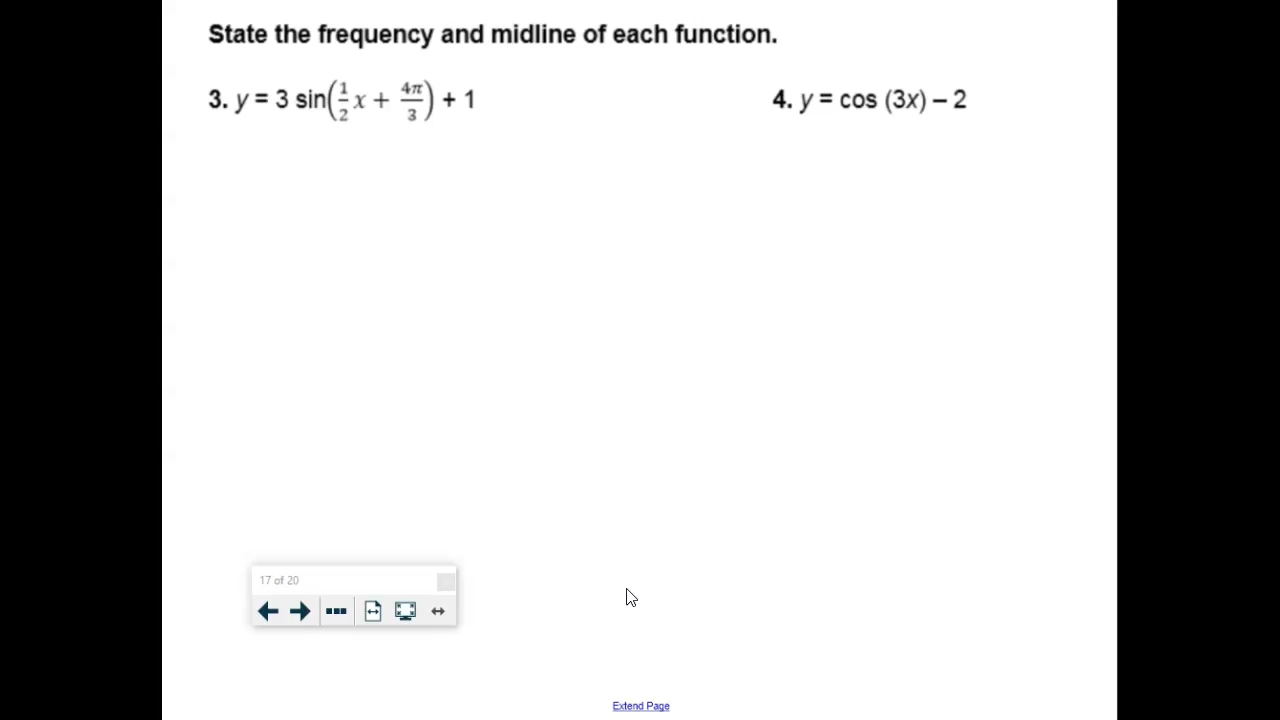 State the frequency and midline of each function.
3. y = 3 sin(1/2 x + 4π/3) + 1
4. y = cos (3x) – 2
17 of 20
Extend Page